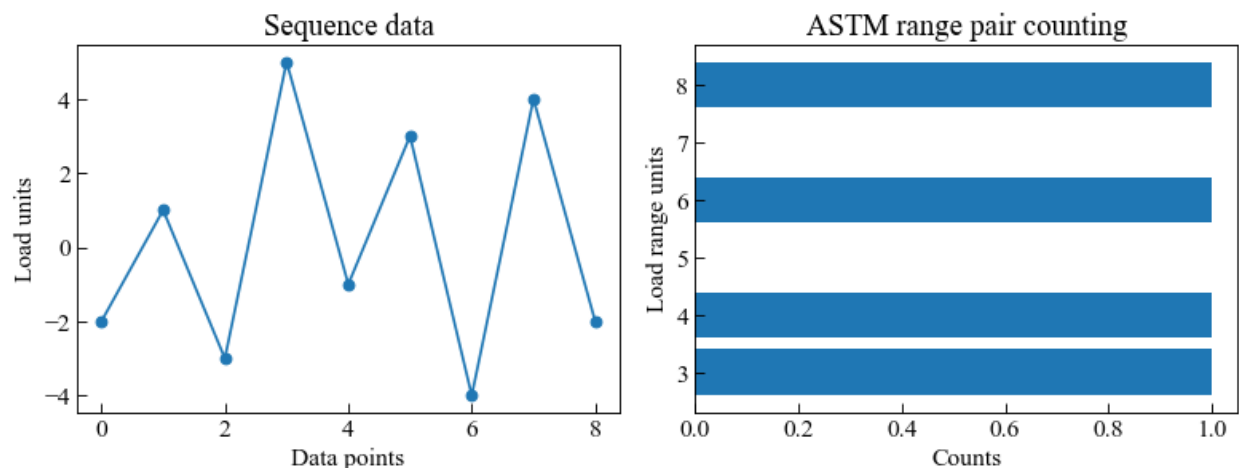 Sequence data
4
2
0
−2
−4
Load units
0 2 4 6 8
Data points
ASTM range pair counting
8
7
6
5
4
3
Load range units
0.0 0.2 0.4 0.6 0.8 1.0
Counts